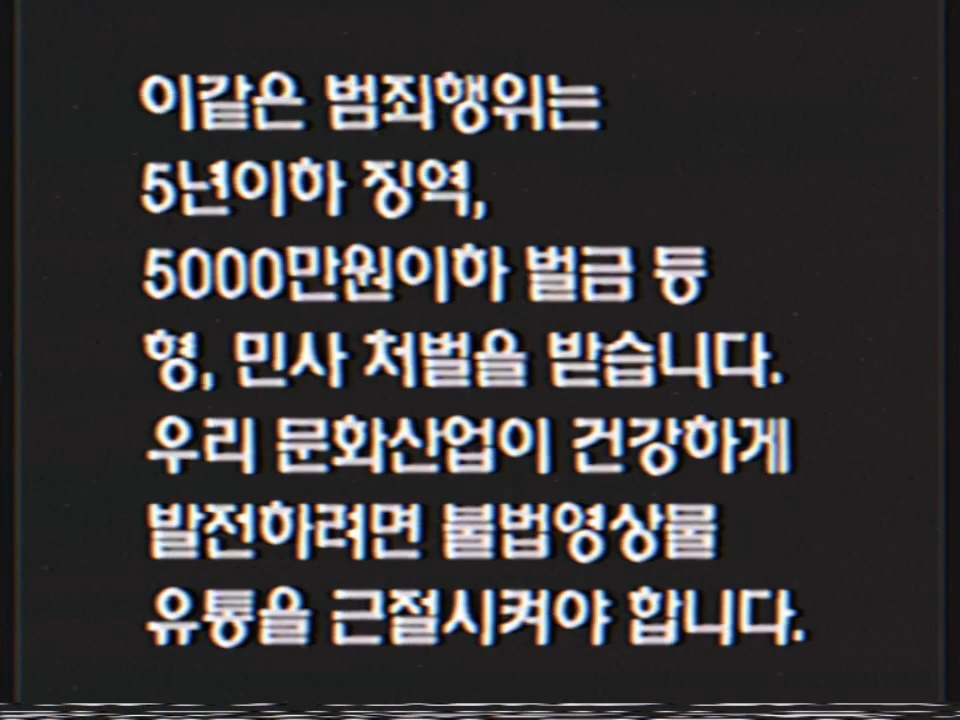 이같은 범죄행위는
5년이하 징역,
5000만원이하 벌금 등
형, 민사 처벌을 받습니다.
우리 문화산업이 건강하게
발전하려면 불법영상물
유통을 근절시켜야 합니다.